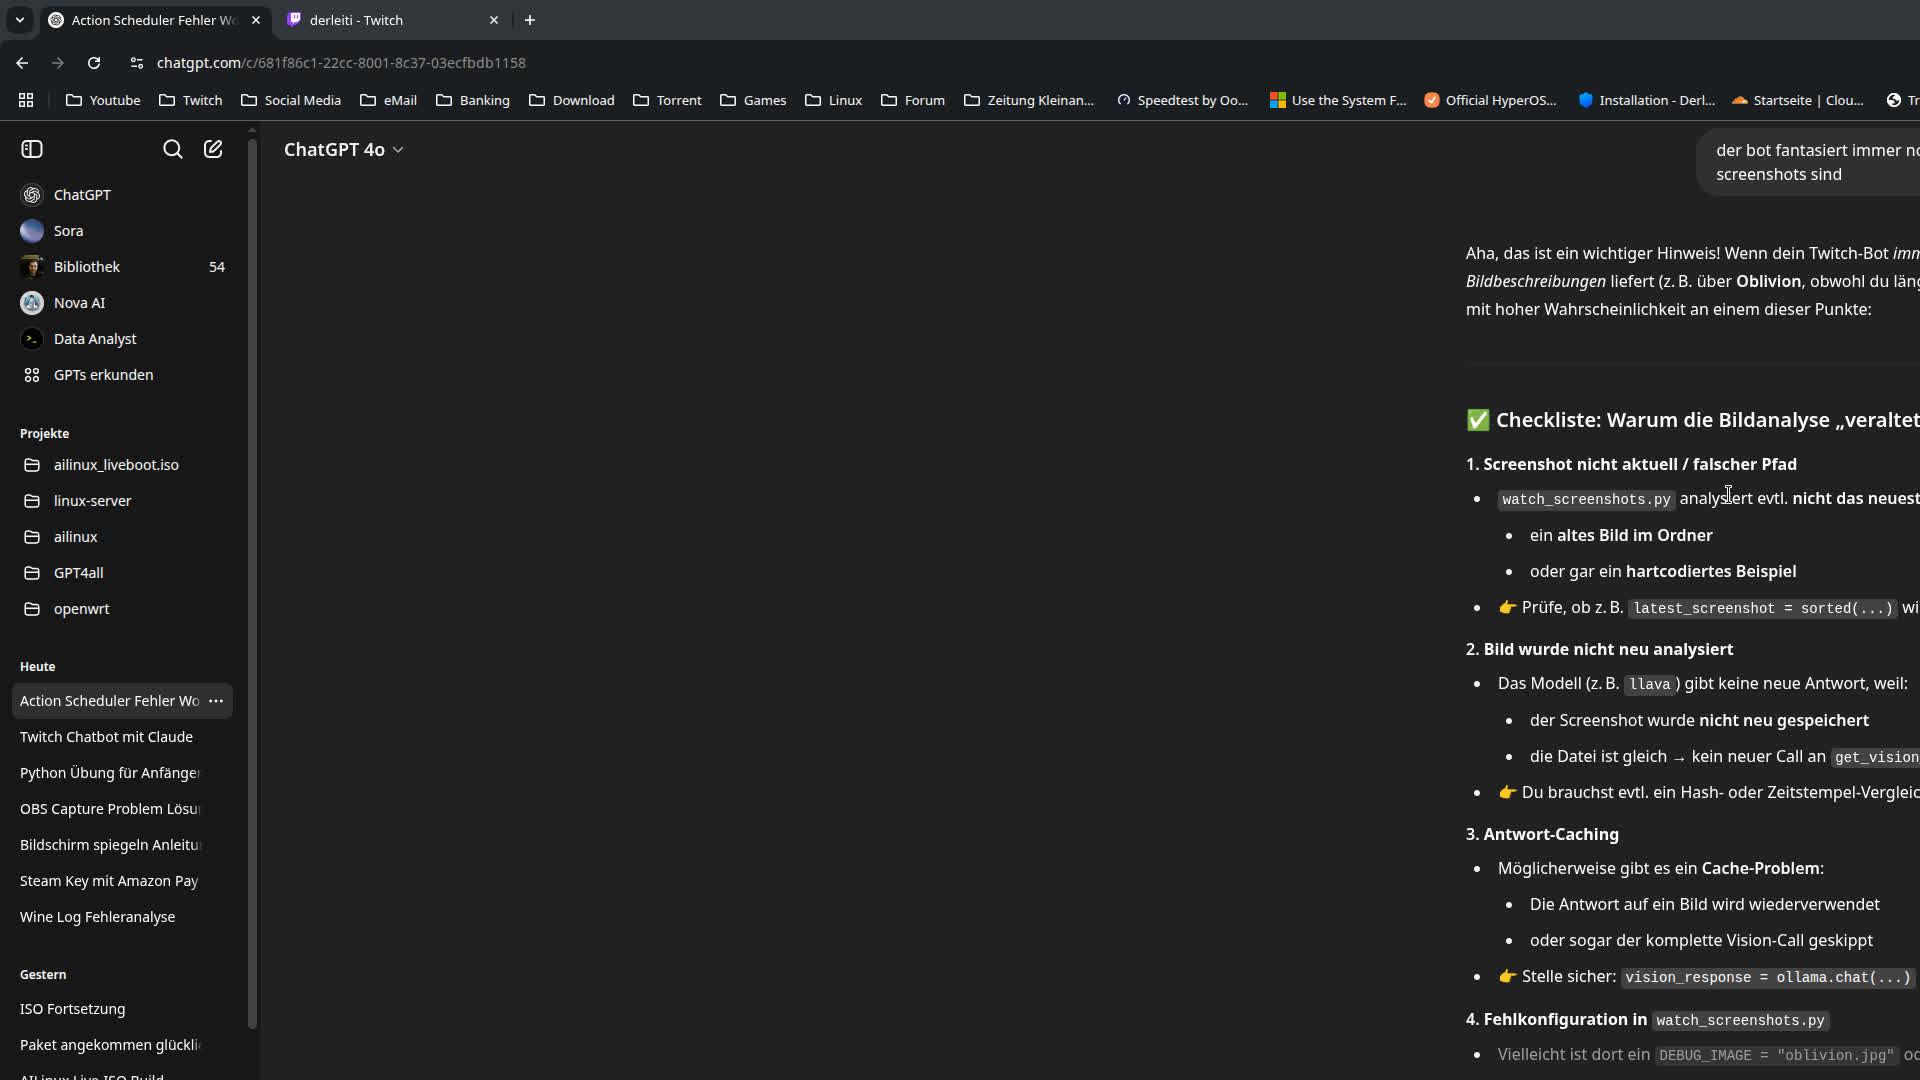 Action Scheduler Fehler Wo
derleiti - Twitch
chatgpt.com/c/681f86c1-22cc-8001-8c37-03ecfbdb1158
Youtube
Twitch
Social Media
eMail
Banking
Download
Torrent
Games
Linux
Forum
Zeitung Kleinan...
Speedtest by Oo...
Use the System F...
Official HyperOS...
Installation - Derl...
Startseite | Clou...
Tr
ChatGPT
Sora
Bibliothek 54
Nova AI
Data Analyst
GPTs erkunden
Projekte
ailinux_liveboot.iso
linux-server
ailinux
GPT4all
openwrt
Heute
Action Scheduler Fehler Wo
Twitch Chatbot mit Claude
Python Übung für Anfänger
OBS Capture Problem Lösu
Bildschirm spiegeln Anleitu
Steam Key mit Amazon Pay
Wine Log Fehleranalyse
Gestern
ISO Fortsetzung
Paket angekommen glückli
AILinux Live ISO Build
ChatGPT 4o
der bot fantasiert immer no
screenshots sind
Aha, das ist ein wichtiger Hinweis! Wenn dein Twitch-Bot imm
Bildbeschreibungen liefert (z. B. über Oblivion, obwohl du läng
mit hoher Wahrscheinlichkeit an einem dieser Punkte:
✅ Checkliste: Warum die Bildanalyse „veraltet
1. Screenshot nicht aktuell / falscher Pfad
• watch_screenshots.py analysiert evtl. nicht das neuest
• ein altes Bild im Ordner
• oder gar ein hartcodiertes Beispiel
• 👉 Prüfe, ob z. B. latest_screenshot = sorted(...) wi
2. Bild wurde nicht neu analysiert
• Das Modell (z. B. llava) gibt keine neue Antwort, weil:
• der Screenshot wurde nicht neu gespeichert
• die Datei ist gleich → kein neuer Call an get_vision_
• 👉 Du brauchst evtl. ein Hash- oder Zeitstempel-Vergleic
3. Antwort-Caching
• Möglicherweise gibt es ein Cache-Problem:
• Die Antwort auf ein Bild wird wiederverwendet
• oder sogar der komplette Vision-Call geskippt
• 👉 Stelle sicher: vision_response = ollama.chat(...)
4. Fehlkonfiguration in watch_screenshots.py
• Vielleicht ist dort ein DEBUG_IMAGE = "oblivion.jpg" od